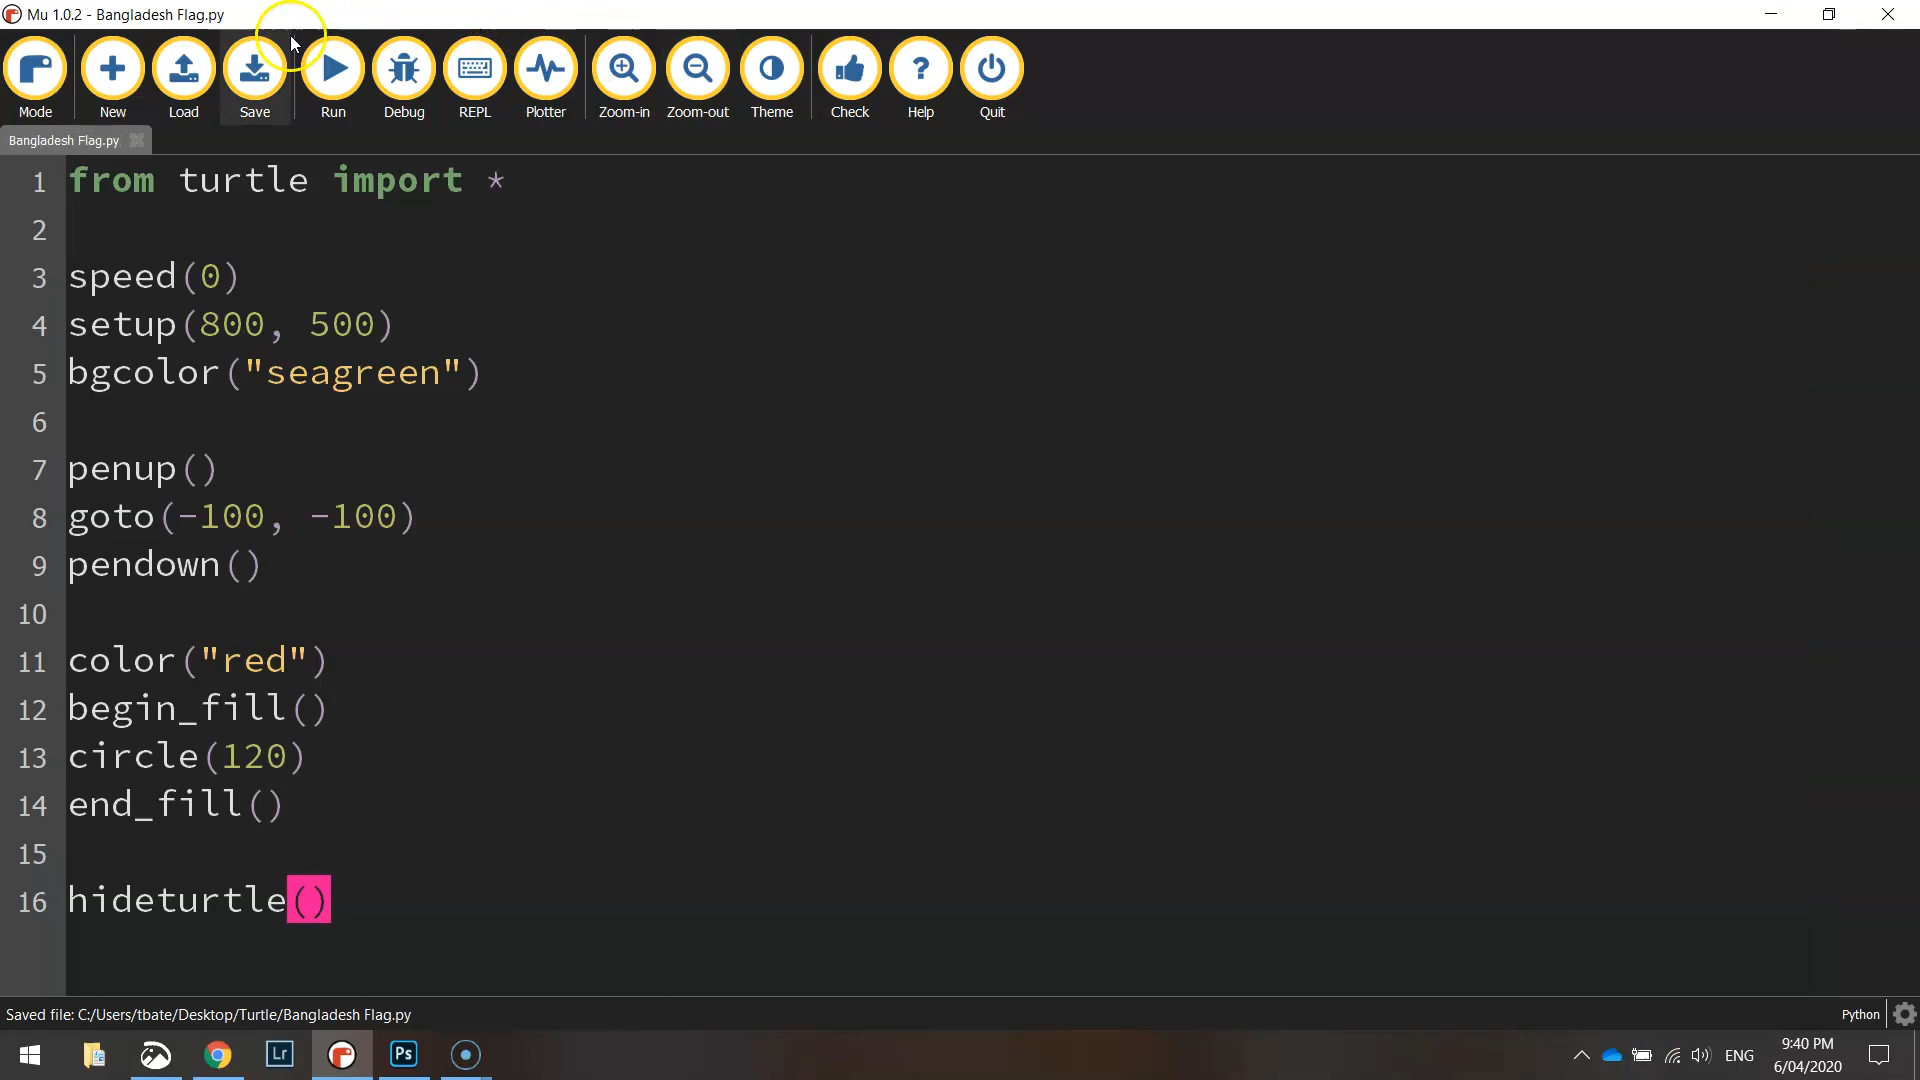 Mu 1.0.2 - Bangladesh Flag.py
Mode New Load Save Run Debug REPL Plotter Zoom-in Zoom-out Theme Check Help Quit
Bangladesh Flag.py
1 from turtle import *
2
3 speed(0)
4 setup(800, 500)
5 bgcolor("seagreen")
6
7 penup()
8 goto(-100, -100)
9 pendown()
10
11 color("red")
12 begin_fill()
13 circle(120)
14 end_fill()
15
16 hideturtle()
Saved file: C:/Users/tbate/Desktop/Turtle/Bangladesh Flag.py
Python
Lr Ps ENG
9:40 PM
6/04/2020